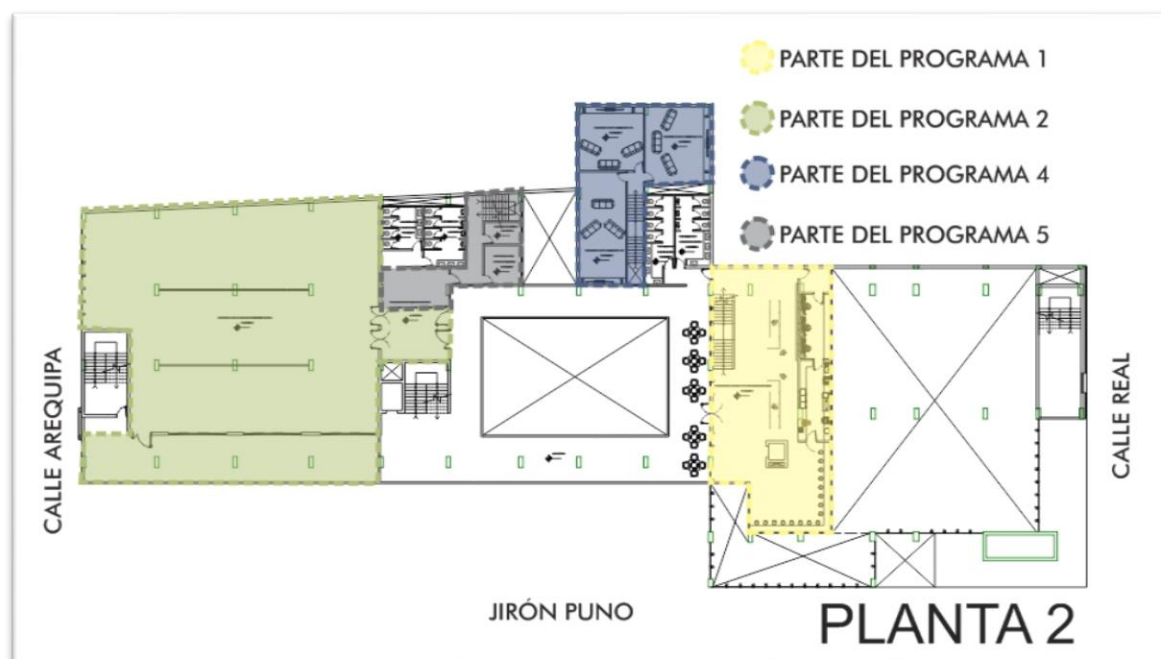 PARTE DEL PROGRAMA 1
PARTE DEL PROGRAMA 2
PARTE DEL PROGRAMA 4
PARTE DEL PROGRAMA 5
CALLE AREQUIPA
CALLE REAL
JIRÓN PUNO
PLANTA 2